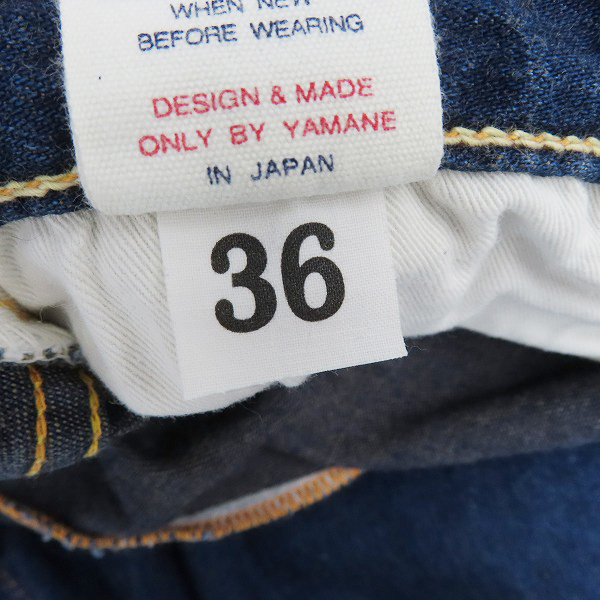 WHEN NEW
BEFORE WEARING
DESIGN & MADE
ONLY BY YAMANE
IN JAPAN
36